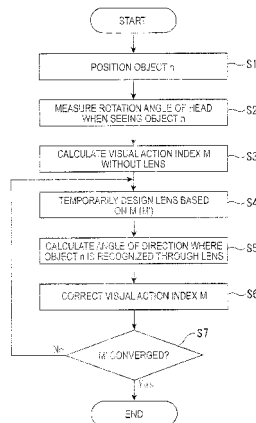 START
POSITION OBJECT n
S1
MEASURE ROTATION ANGLE OF HEAD
WHEN SEEING OBJECT n
S2
CALCULATE VISUAL ACTION INDEX M
WITHOUT LENS
S3
TEMPORARILY DESIGN LENS BASED
ON M (M')
S4
CALCULATE ANGLE OF DIRECTION WHERE
OBJECT n IS RECOGNIZED THROUGH LENS
S5
CORRECT VISUAL ACTION INDEX M
S6
S7
M' CONVERGED?
No
Yes
END